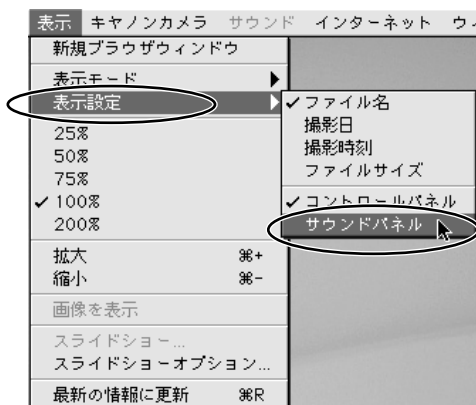 表示 キヤノンカメラ サウンド インターネット
新規ブラウザウィンドウ
表示モード
表示設定
25%
50%
75%
✓ 100%
200%
拡大 ⌘+
縮小 ⌘-
画像を表示
スライドショー...
スライドショーオプション...
最新の情報に更新 ⌘R
✓ファイル名
撮影日
撮影時刻
ファイルサイズ
✓コントロールパネル
サウンドパネル